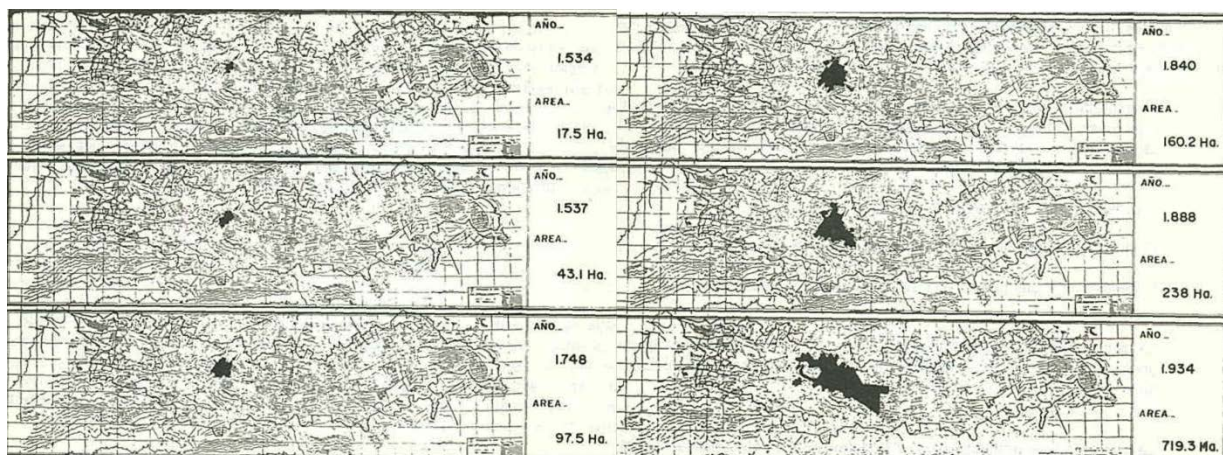 AÑO_
1.534
AREA_
17.5 Ha.
AÑO_
1.537
AREA_
43.1 Ha.
AÑO_
1.748
AREA_
97.5 Ha.
AÑO_
1.840
AREA_
160.2 Ha.
AÑO_
1.888
AREA_
238 Ha.
AÑO_
1.934
AREA_
719.3 Ha.